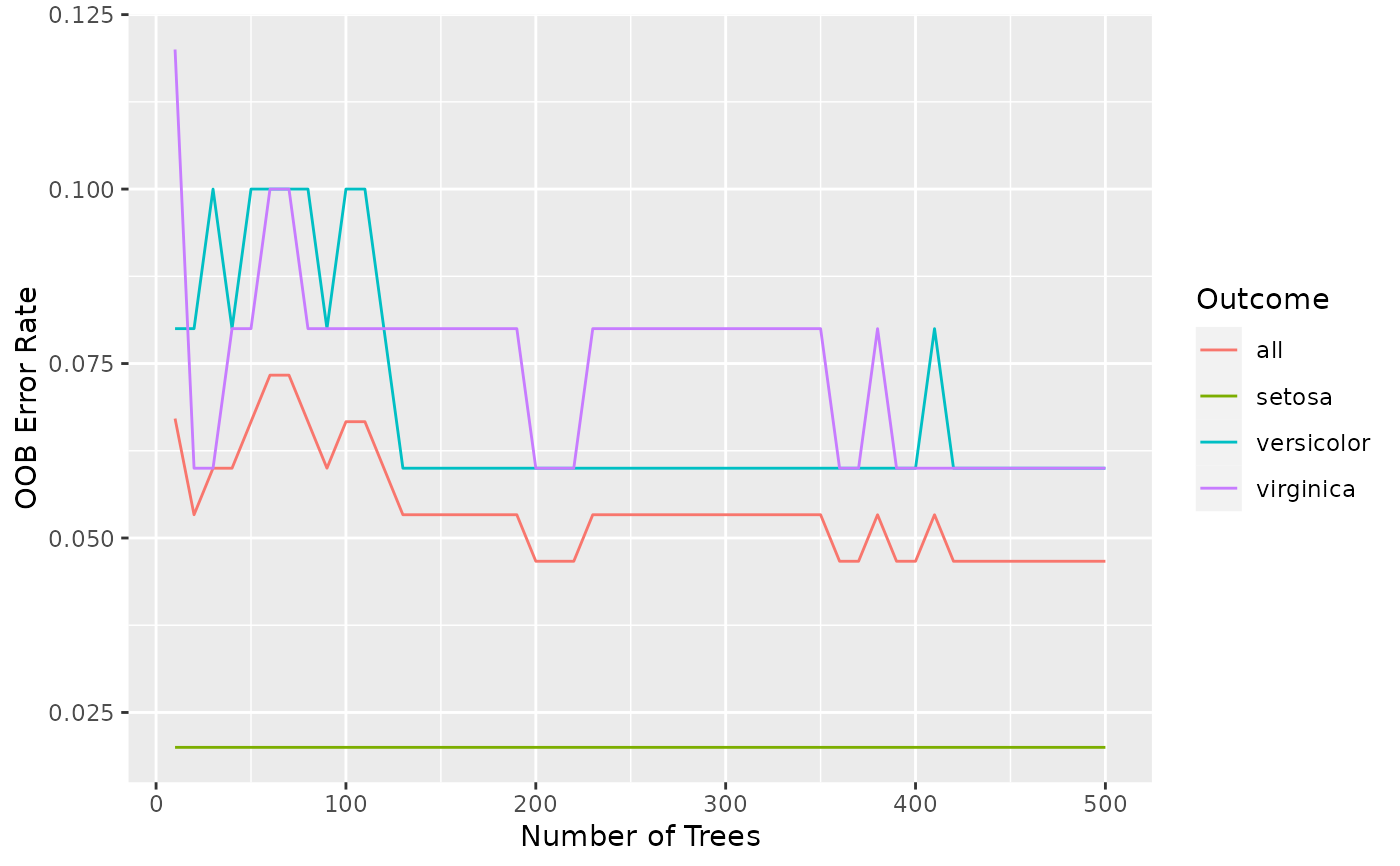 0.125
0.100
0.075
0.050
0.025
OOB Error Rate
0 100 200 300 400 500
Number of Trees
Outcome
all
setosa
versicolor
virginica